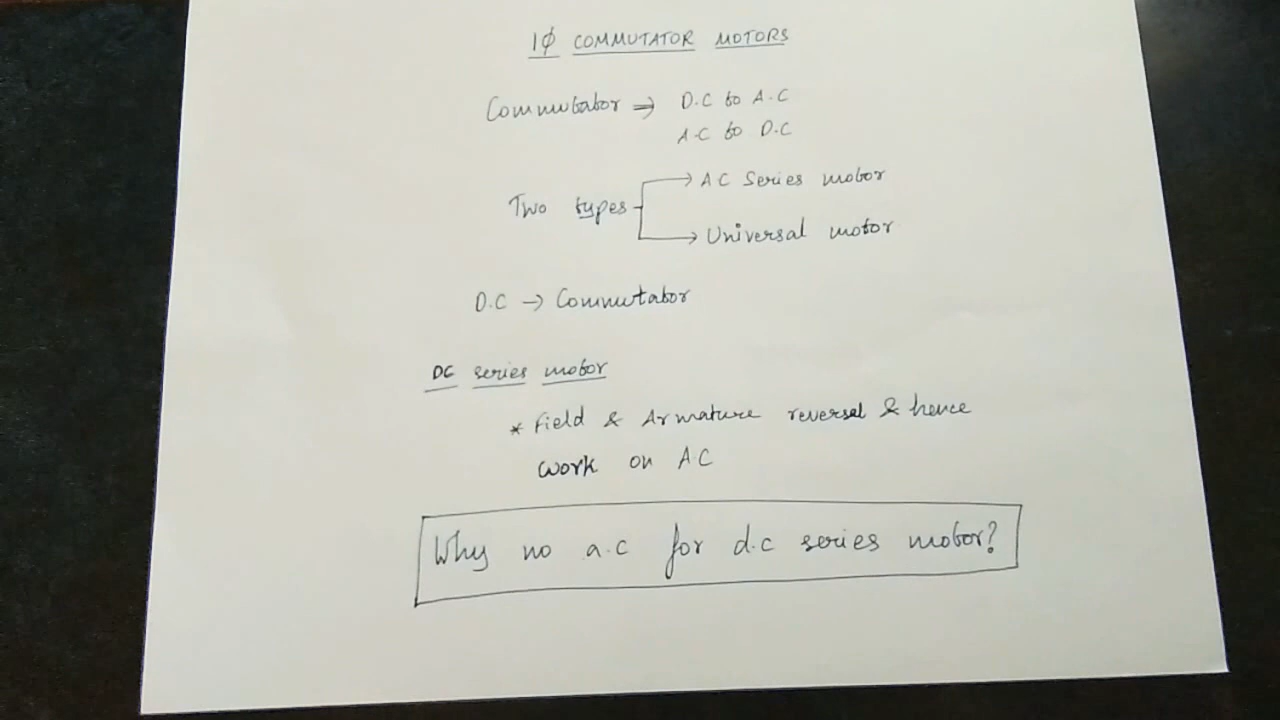 1φ COMMUTATOR MOTORS
Commutator ⇒ D.C to A.C
A.C to D.C
Two types → AC Series motor
→ Universal motor
D.C → Commutator
DC series motor
* Field & Armature reversal & hence
work on A.C
Why no a.c for d.c series motor?